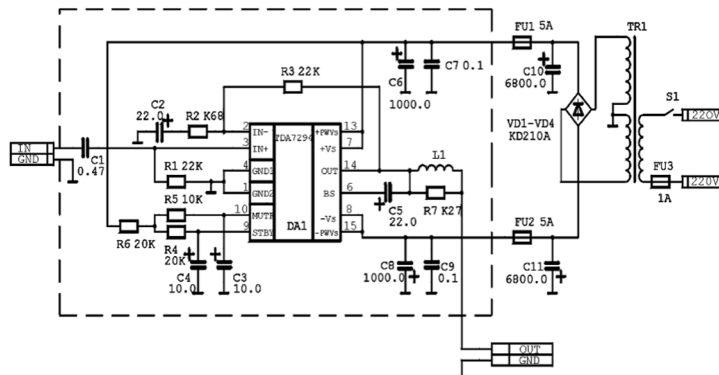 FU1 5A
TR1
R3 22K
C6
1000.0
C7 0.1
C10
6800.0
S1
220V
C2
22.0
R2 K68
VD1-VD4
KD210A
IN
GND
C1
0.47
2
3
4
1
10
9
IN-
IN+
GND1
GND2
MUTE
STBY
TDA7294
DA1
+PWVs
+Vs
OUT
BS
-Vs
-PWVs
13
7
14
6
8
15
L1
R1 22K
R5 10K
R6 20K
R4
20K
C5
22.0
R7 K27
FU3
1A
220V
FU2 5A
C4
10.0
C3
10.0
C8
1000.0
C9
0.1
C11
6800.0
OUT
GND